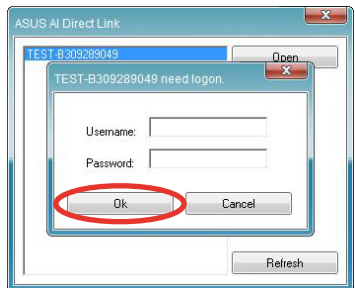 ASUS AI Direct Link
TEST-B309289049
Open
TEST-B309289049 need logon.
Username:
Password:
Ok
Cancel
Refresh